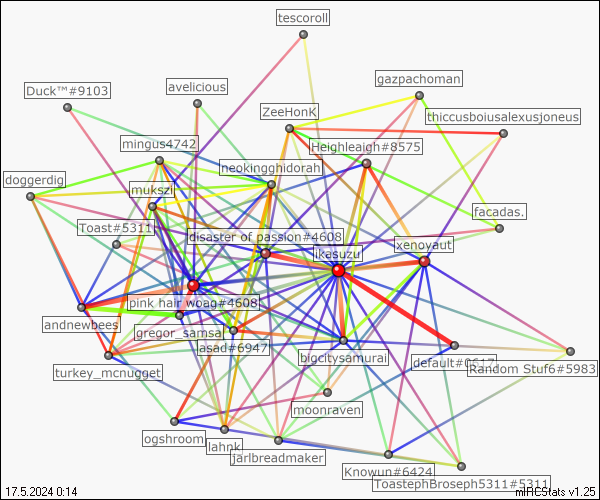 tescoroll
gazpachoman
Duck™#9103
avelicious
ZeeHonK
thiccusboiusalexusjoneus
mingus4742
Heighleaigh#8575
neokingghidorah
doggerdig
mukszi
facadas.
Toast#5311
disaster of passion#4608
xenoyaut
ikasuzu
pink hair woag#4608
andnewbees
gregor_samsa
asad#6947
bigcitysamurai
default#0617
Random Stuf6#5983
turkey_mcnugget
moonraven
ogshroom
lahnk
jarlbreadmaker
Knowun#6424
ToastephBroseph5311#5311
17.5.2024 0:14
mIRCStats v1.25